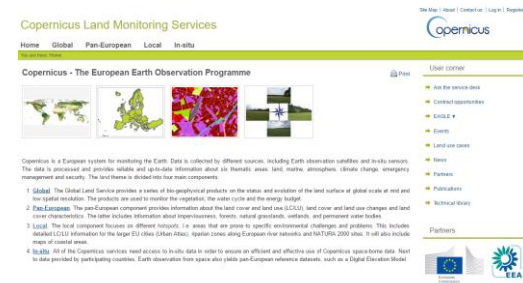 Site Map | About | Contact us | Log in | Register
Copernicus Land Monitoring Services
opernicus
Home Global Pan-European Local In-situ
You are here: Home
Copernicus - The European Earth Observation Programme
Print
User corner
Ask the service desk
Contract opportunities
EAGLE
Events
Land use cases
News
Partners
Publications
Technical library
Copernicus is a European system for monitoring the Earth. Data is collected by different sources, including Earth observation satellites and in-situ sensors.
The data is processed and provides reliable and up-to-date information about six thematic areas: land, marine, atmosphere, climate change, emergency
management and security. The land theme is divided into four main components:
1. Global. The Global Land Service provides a series of bio-geophysical products on the status and evolution of the land surface at global scale at mid and
low spatial resolution. The products are used to monitor the vegetation, the water cycle and the energy budget.
2. Pan-European. The Pan-European component provides information about the land cover and land use (LC/LU), land cover and land use changes and land
cover characteristics. The latter includes information about imperviousness, forests, natural grasslands, wetlands, and permanent water bodies.
3. Local. The local component focuses on different hotspots, i.e. areas that are prone to specific environmental challenges and problems. This includes
detailed LC/LU information for the larger EU cities (Urban Atlas), riparian zones along European river networks and NATURA 2000 sites. It will also include
maps of coastal areas.
4. In-situ. All of the Copernicus services need access to in-situ data in order to ensure an efficient and effective use of Copernicus space-borne data. Next
to data provided by participating countries, Earth observation from space also yields pan-European reference datasets, such as a Digital Elevation Model.
Partners
European
Commission
EEA